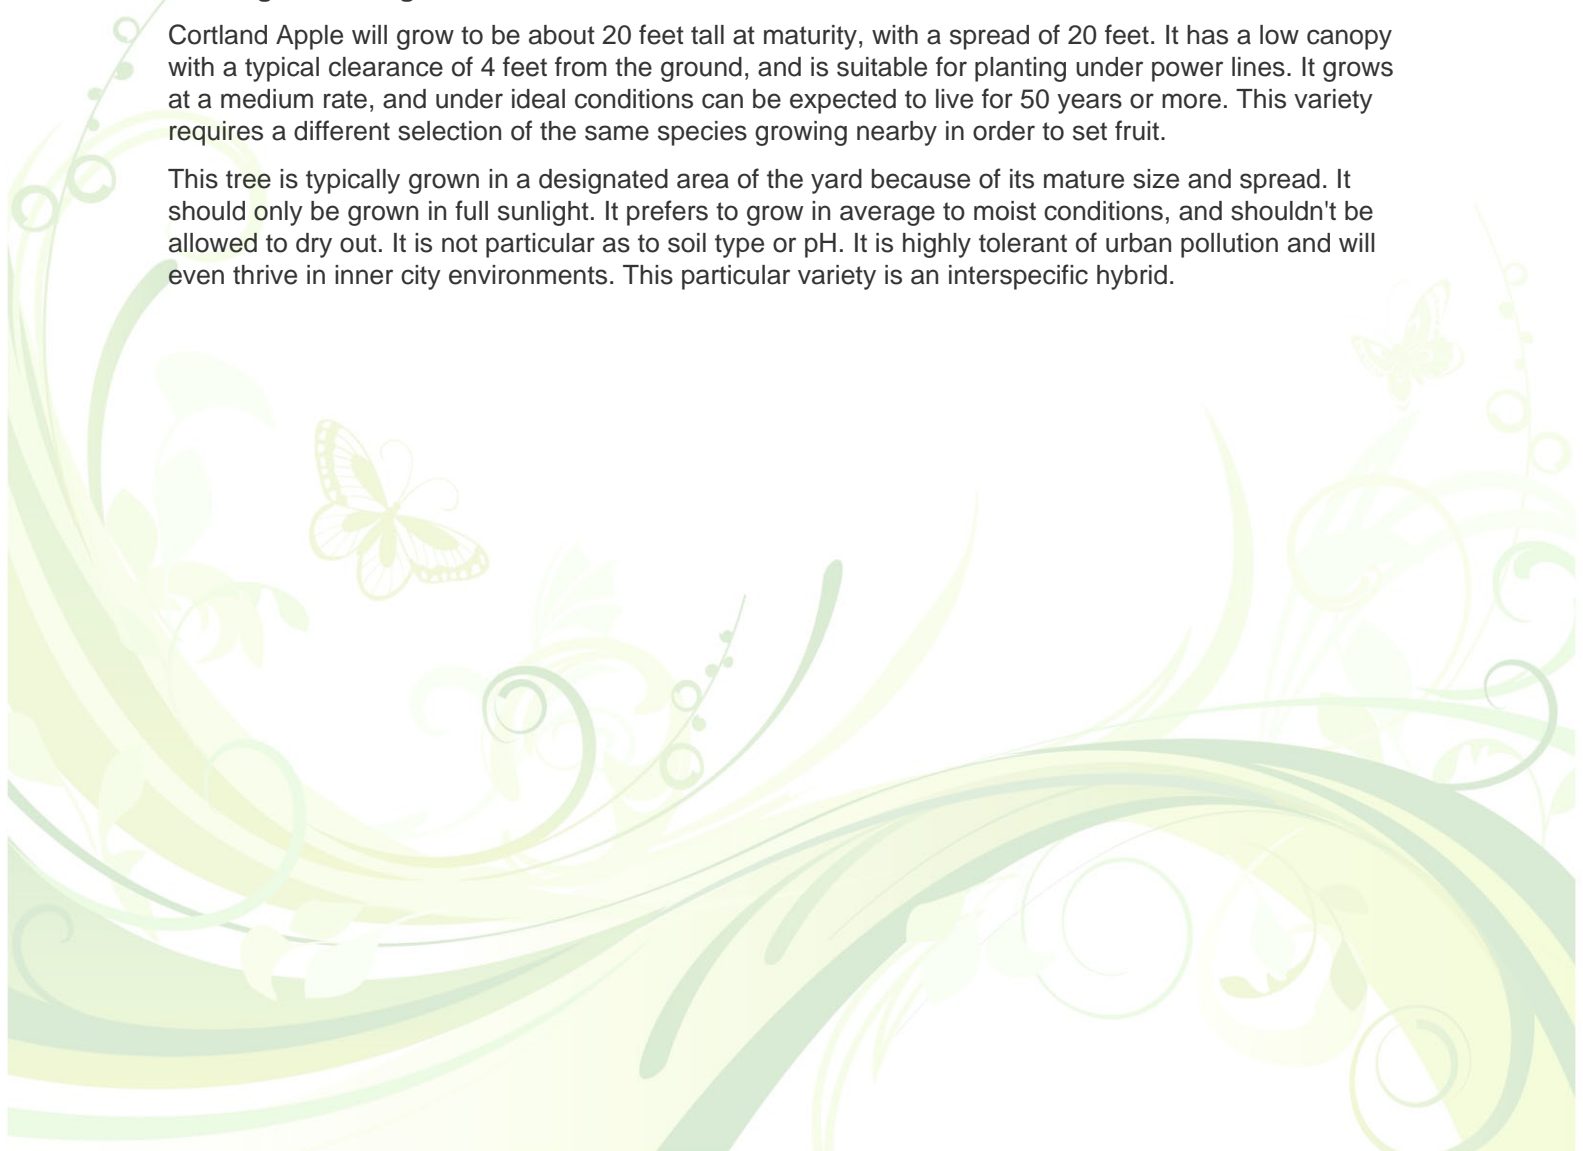 Cortland Apple will grow to be about 20 feet tall at maturity, with a spread of 20 feet. It has a low canopy
with a typical clearance of 4 feet from the ground, and is suitable for planting under power lines. It grows
at a medium rate, and under ideal conditions can be expected to live for 50 years or more. This variety
requires a different selection of the same species growing nearby in order to set fruit.
This tree is typically grown in a designated area of the yard because of its mature size and spread. It
should only be grown in full sunlight. It prefers to grow in average to moist conditions, and shouldn't be
allowed to dry out. It is not particular as to soil type or pH. It is highly tolerant of urban pollution and will
even thrive in inner city environments. This particular variety is an interspecific hybrid.